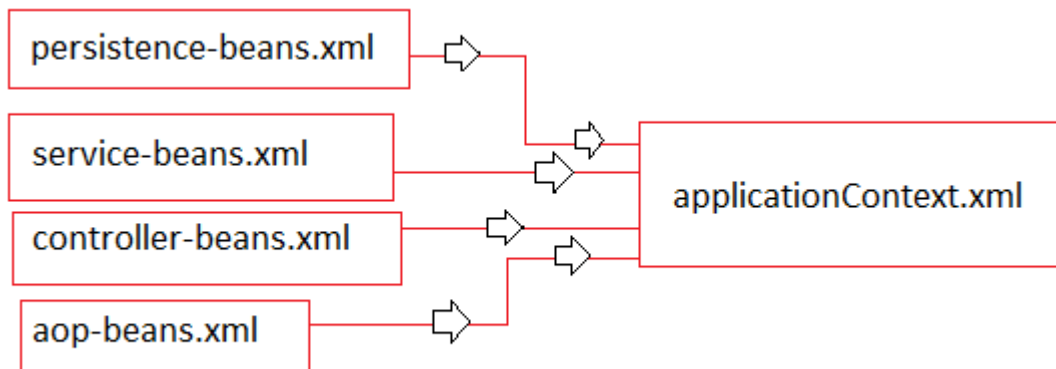 persistence-beans.xml
service-beans.xml
applicationContext.xml
controller-beans.xml
aop-beans.xml